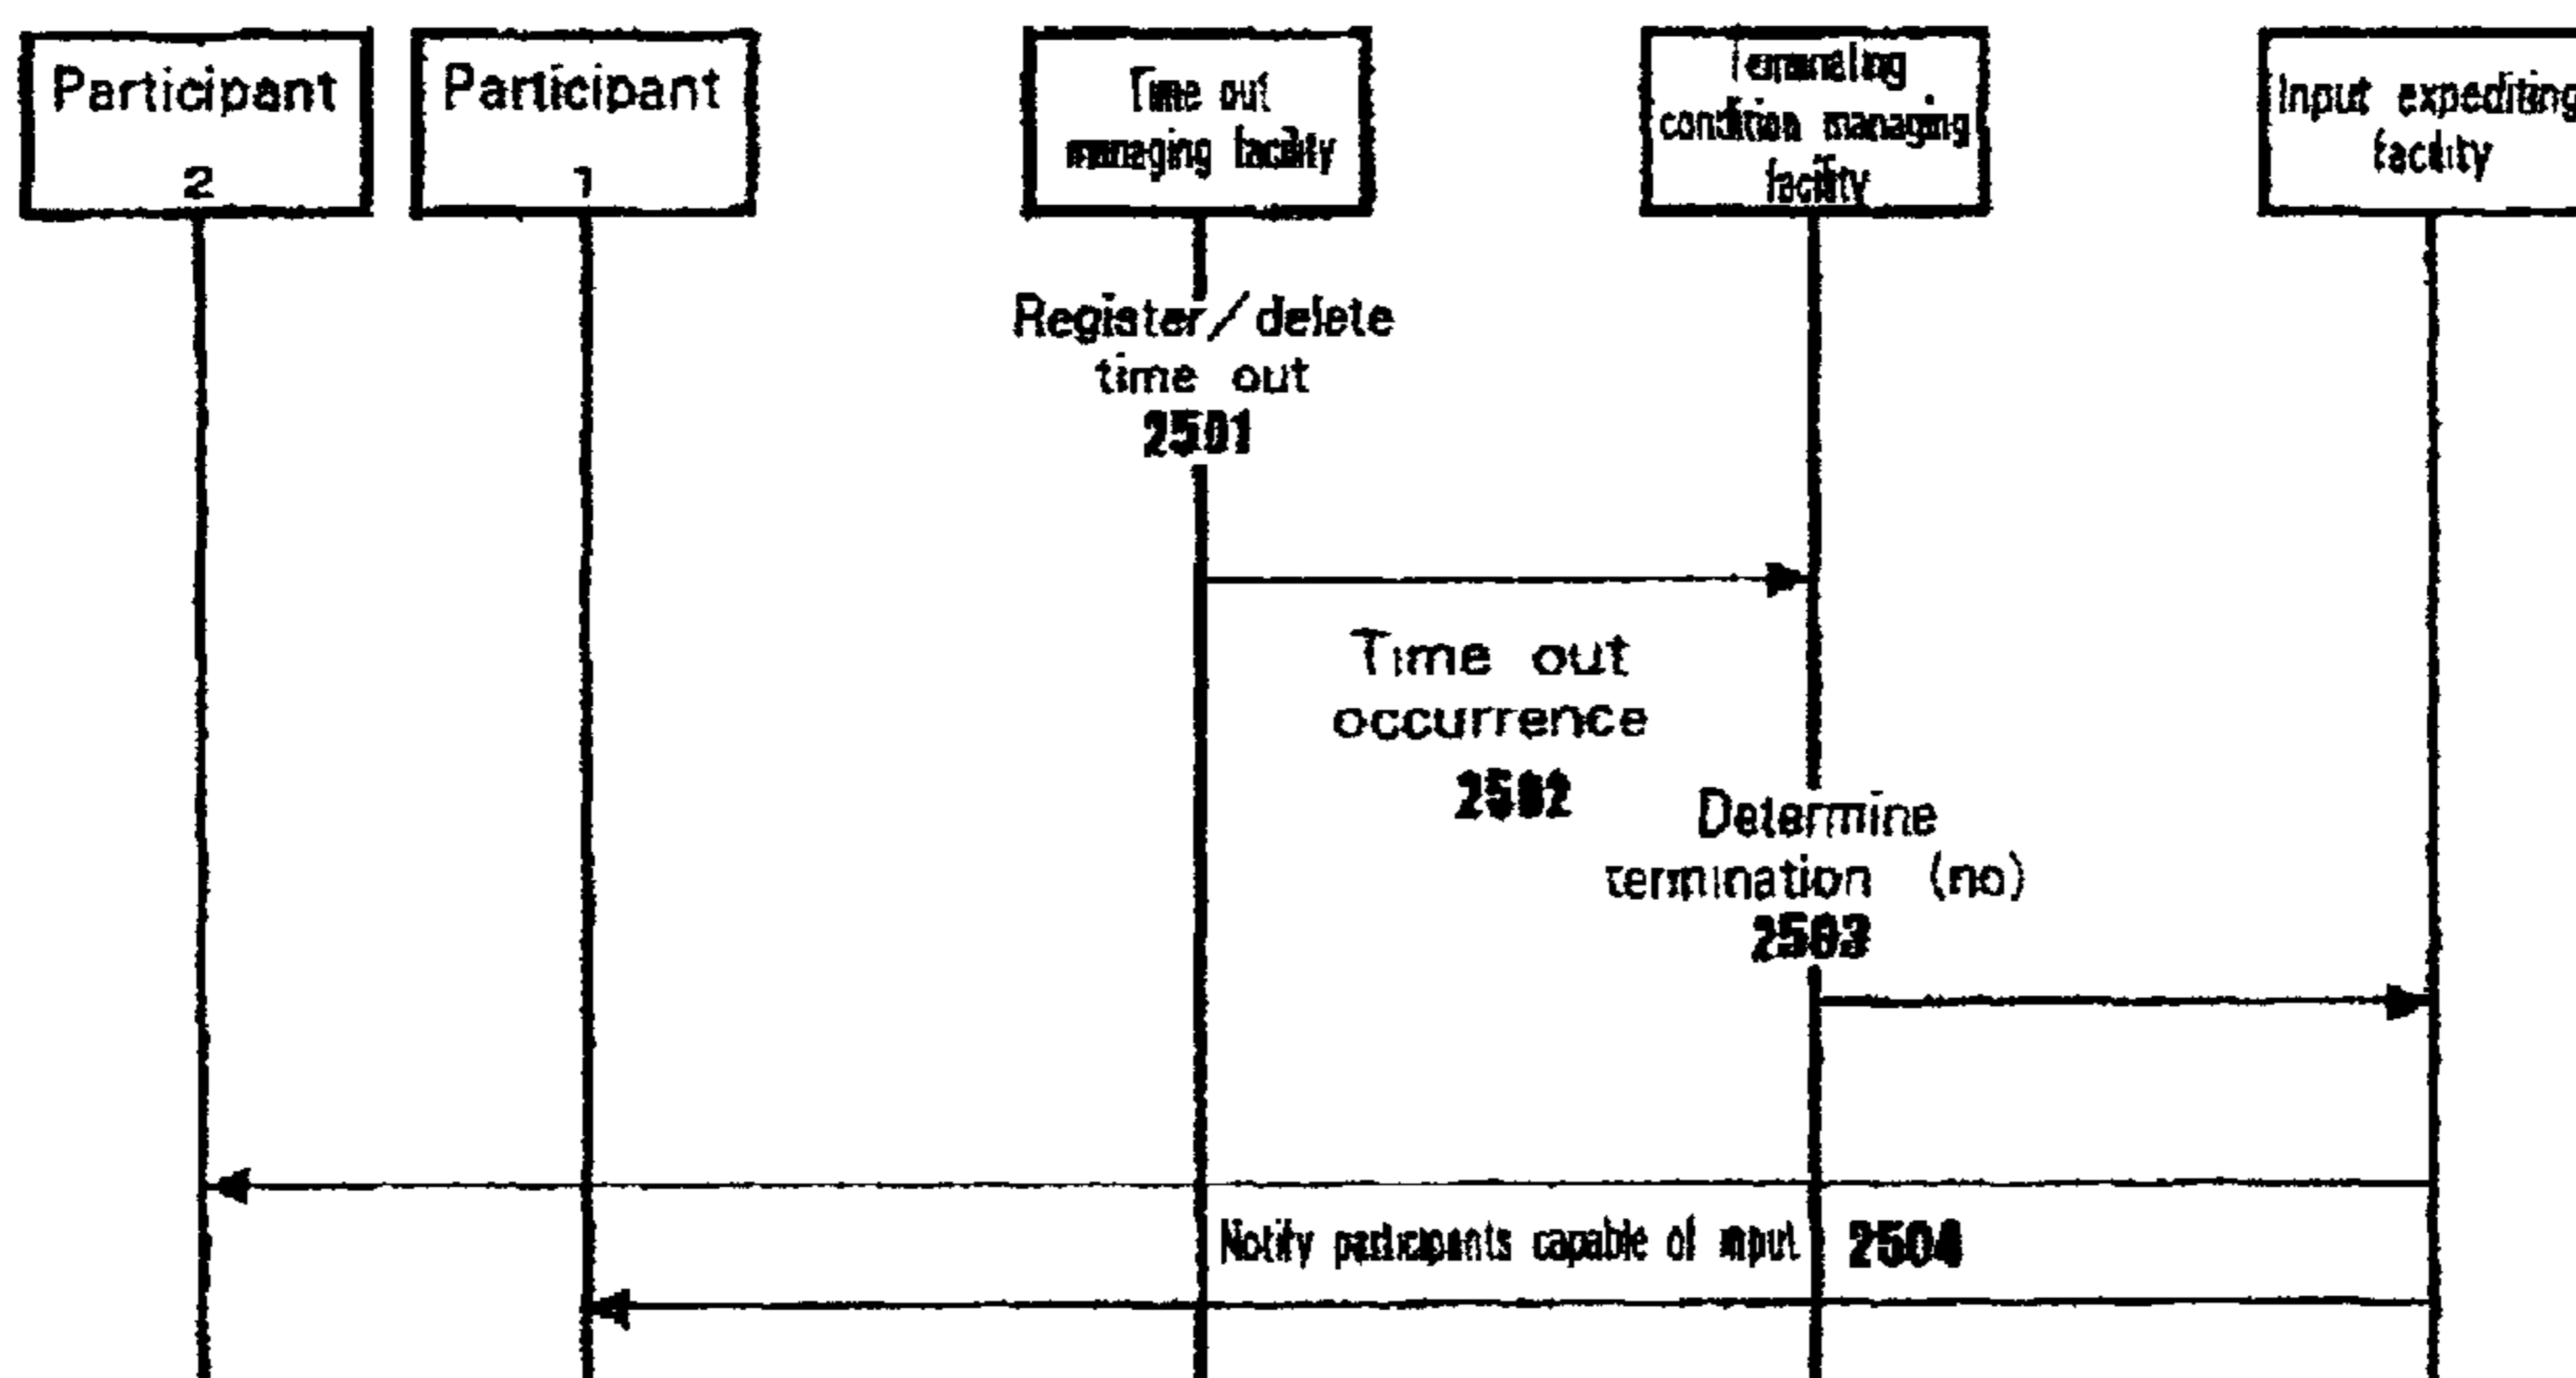 Participant
2
Participant
1
Time out
managing facility
Terminating
condition managing
facility
Input expediting
facility
Register/delete
time out
2501
Time out
occurrence
2502
Determine
termination (no)
2503
Notify participants capable of input 2504